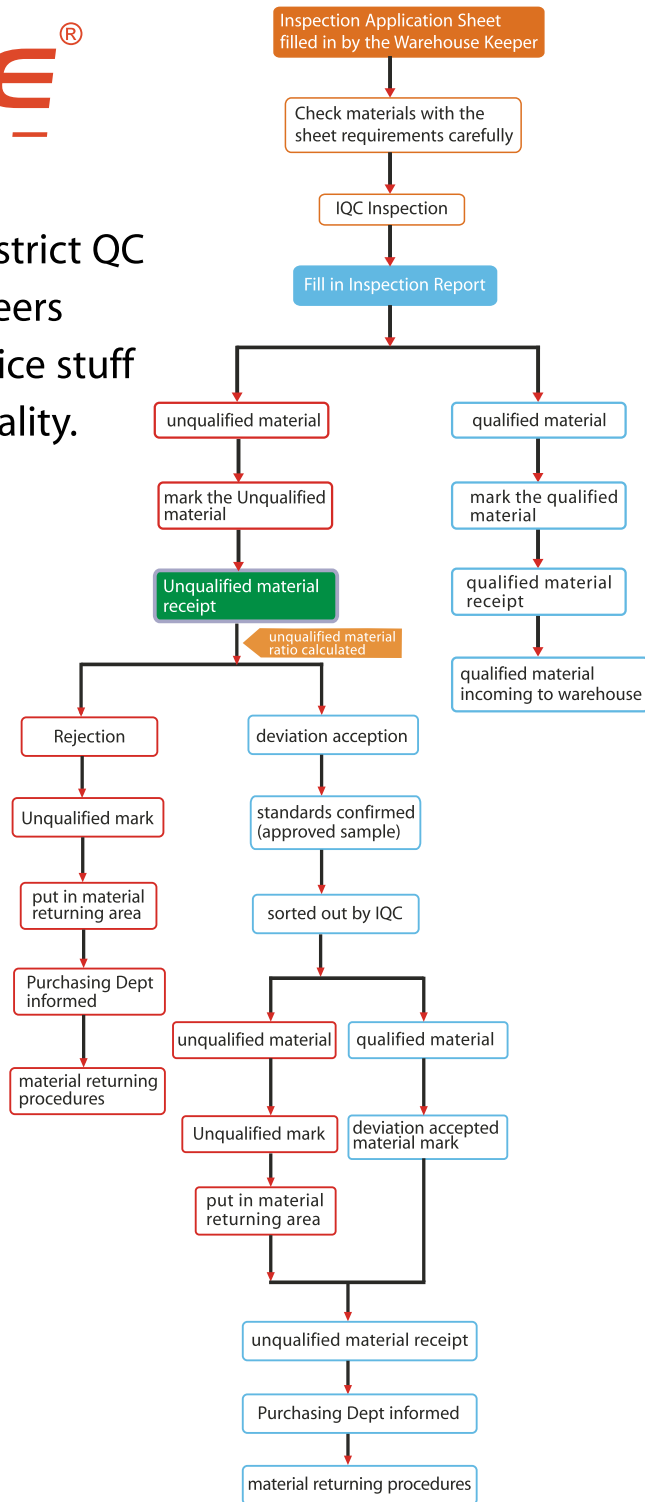 ®
Inspection Application Sheet
filled in by the Warehouse Keeper
Check materials with the
sheet requirements carefully
IQC Inspection
strict QC
Fill in Inspection Report
stuff
unqualified material
qualified material
mark the Unqualified
material
mark the qualified
material
Unqualified material
receipt
qualified material
receipt
unqualified material
ratio calculated
qualified material
incoming to warehouse
Rejection
deviation acception
Unqualified mark
standards confirmed
(approved sample)
put in material
returning area
sorted out by IQC
Purchasing Dept
informed
unqualified material
qualified material
material returning
procedures
Unqualified mark
deviation accepted
material mark
put in material
returning area
unqualified material receipt
Purchasing Dept informed
material returning procedures